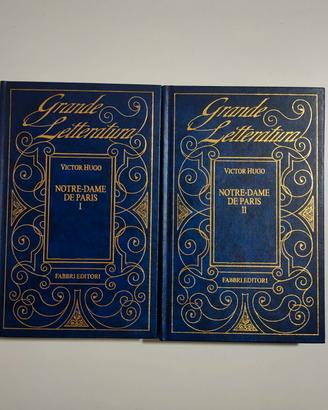 Grande
Letteratura
VICTOR HUGO
NOTRE-DAME
DE PARIS
I
FABBRI EDITORI
Grande
Letteratura
VICTOR HUGO
NOTRE-DAME
DE PARIS
II
FABBRI EDITORI